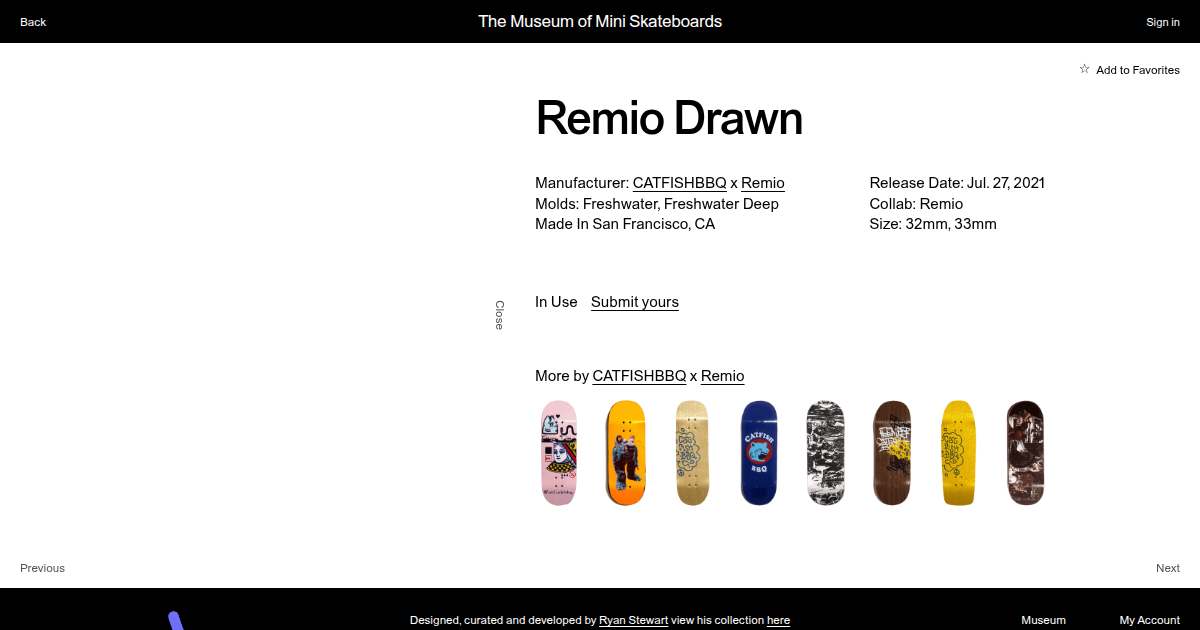 Back
The Museum of Mini Skateboards
Sign in
☆ Add to Favorites
Remio Drawn
Manufacturer: CATFISHBBQ x Remio
Molds: Freshwater, Freshwater Deep
Made In San Francisco, CA
Release Date: Jul. 27, 2021
Collab: Remio
Size: 32mm, 33mm
Close
In Use Submit yours
More by CATFISHBBQ x Remio
CATFISH
BBQ
Previous
Next
Designed, curated and developed by Ryan Stewart view his collection here
Museum
My Account